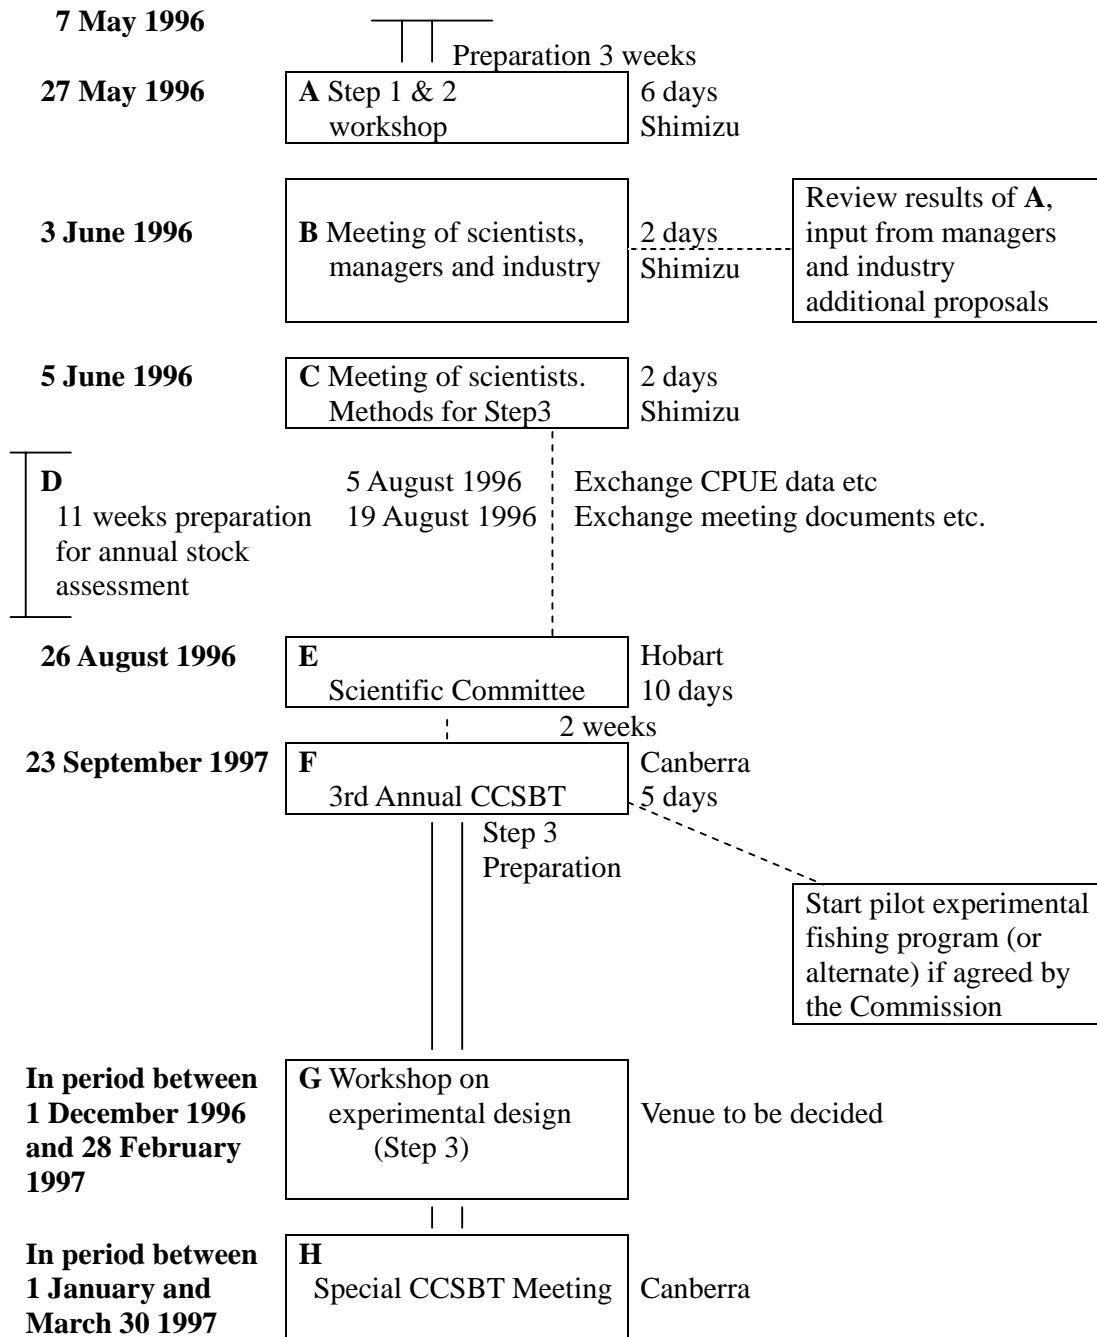 7 May 1996
Preparation 3 weeks
27 May 1996
A Step 1 & 2
workshop
6 days
Shimizu
3 June 1996
B Meeting of scientists,
managers and industry
2 days
Shimizu
Review results of A,
input from managers
and industry
additional proposals
5 June 1996
C Meeting of scientists.
Methods for Step3
2 days
Shimizu
D
11 weeks preparation
for annual stock
assessment
5 August 1996
Exchange CPUE data etc
19 August 1996
Exchange meeting documents etc.
26 August 1996
E
Scientific Committee
Hobart
10 days
2 weeks
23 September 1997
F
3rd Annual CCSBT
Canberra
5 days
Step 3
Preparation
Start pilot experimental
fishing program (or
alternate) if agreed by
the Commission
In period between
1 December 1996
and 28 February
1997
G Workshop on
experimental design
(Step 3)
Venue to be decided
In period between
1 January and
March 30 1997
H
Special CCSBT Meeting
Canberra